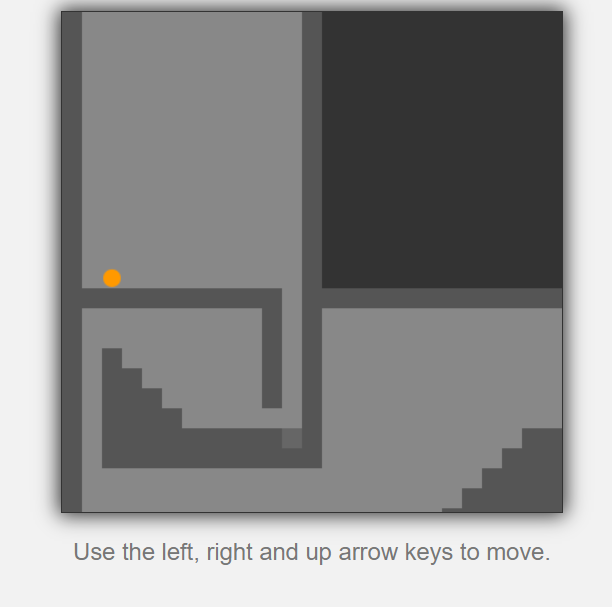 Use the left, right and up arrow keys to move.